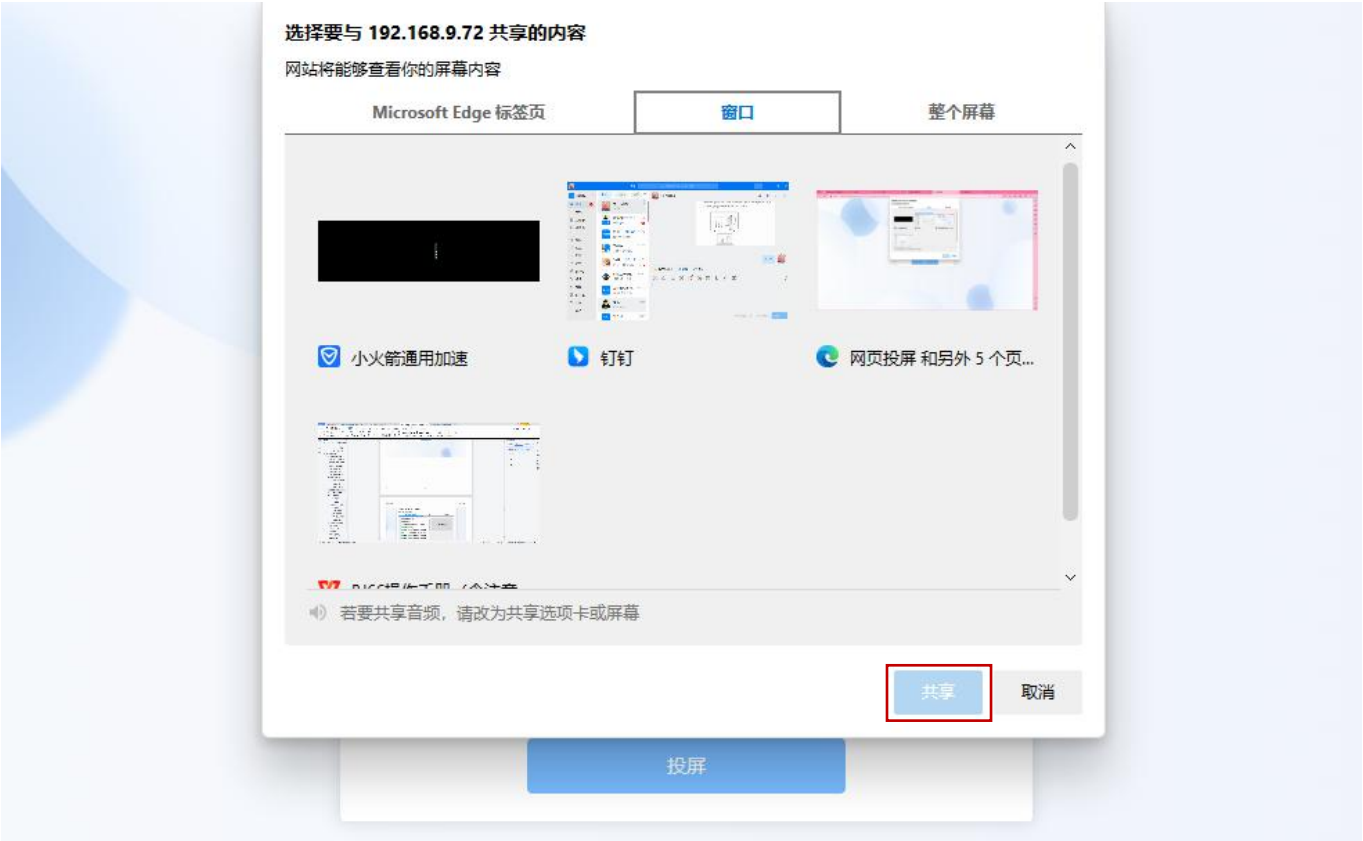 选择要与 192.168.9.72 共享的内容
网站将能够查看你的屏幕内容
Microsoft Edge 标签页
窗口
整个屏幕
小火箭通用加速
钉钉
网页投屏 和另外 5 个页...
若要共享音频，请改为共享选项卡或屏幕
共享
取消
投屏